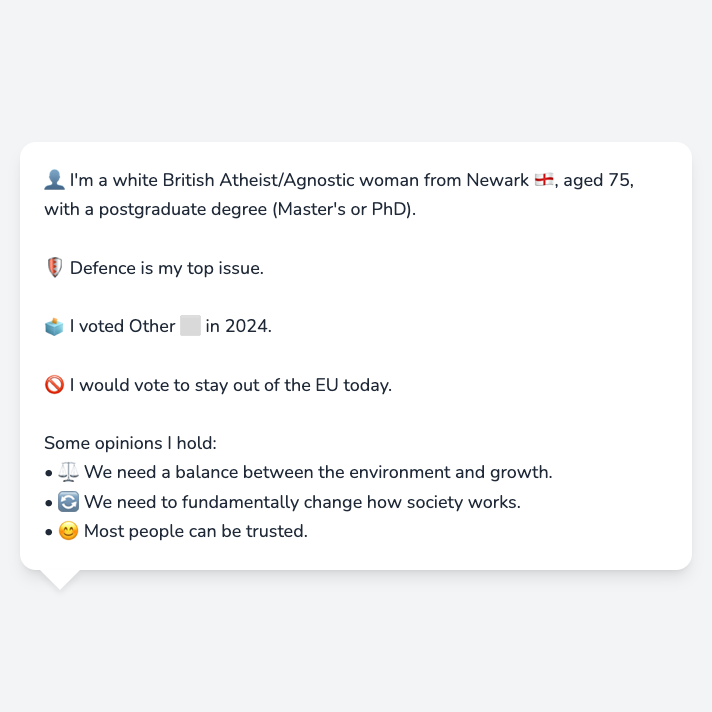 👤 I'm a white British Atheist/Agnostic woman from Newark 🏴󠁧󠁢󠁥󠁮󠁧󠁿, aged 75,
with a postgraduate degree (Master's or PhD).
🛡️ Defence is my top issue.
🗳️ I voted Other ⬜ in 2024.
🚫 I would vote to stay out of the EU today.
Some opinions I hold:
• ⚖️ We need a balance between the environment and growth.
• 🔄 We need to fundamentally change how society works.
• 😊 Most people can be trusted.